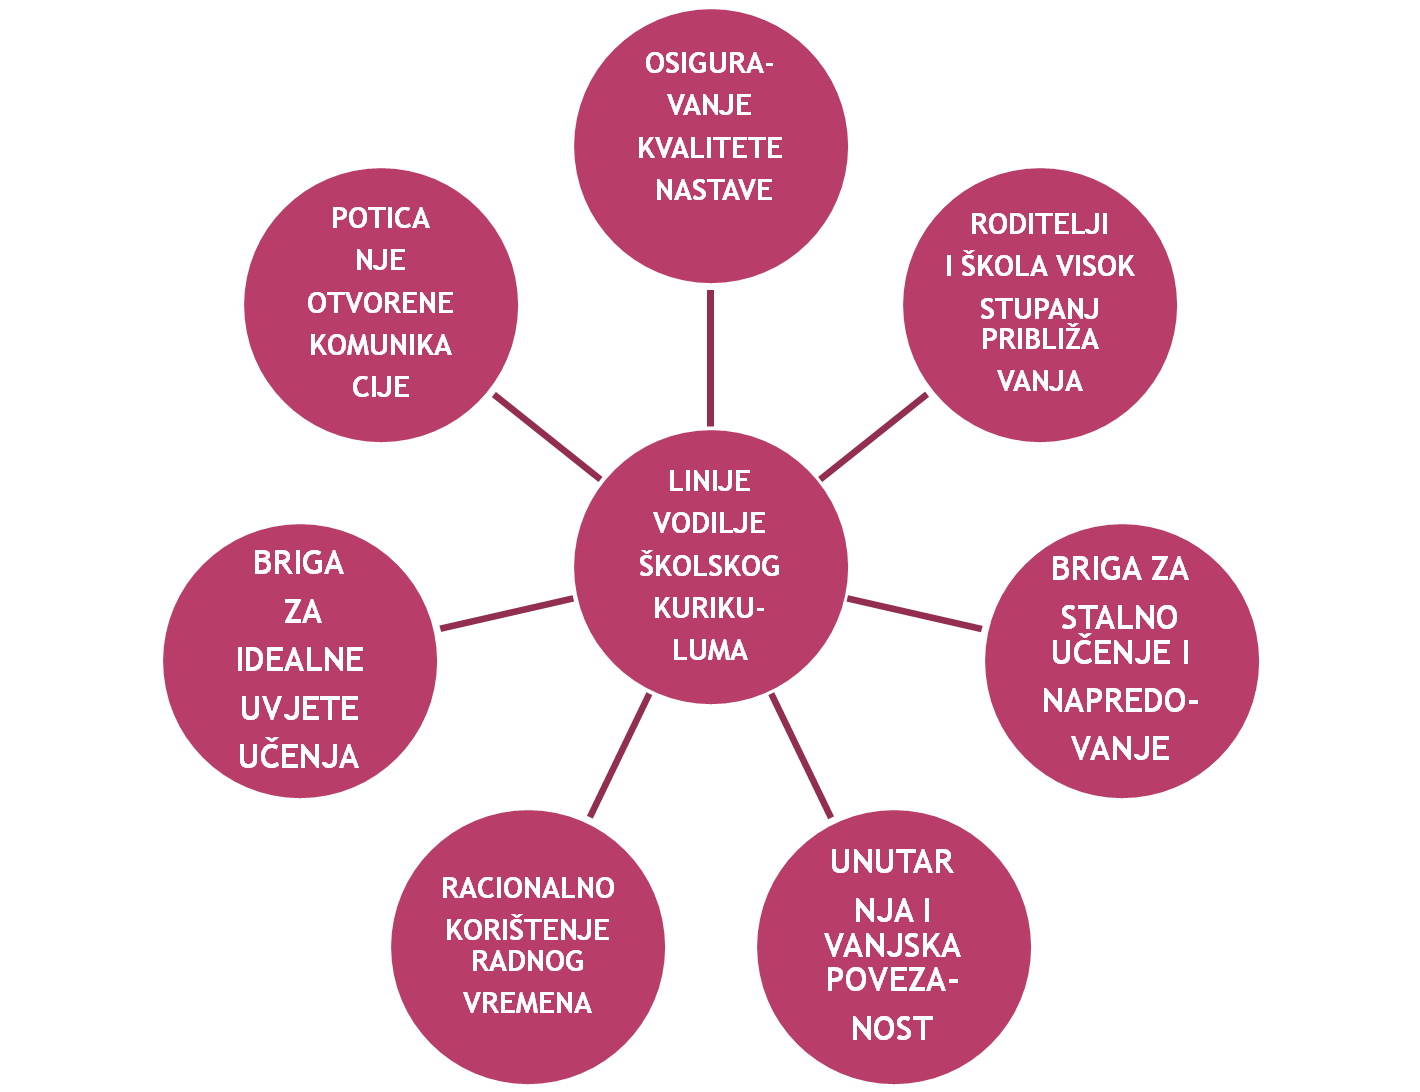 OSIGURA-
VANJE
KVALITETE
NASTAVE
RODITELJI
I ŠKOLA VISOK
STUPANJ
PRIBLIŽA
VANJA
BRIGA ZA
STALNO
UČENJE I
NAPREDO-
VANJE
UNUTAR
NJA I
VANJSKA
POVEZA-
NOST
RACIONALNO
KORIŠTENJE
RADNOG
VREMENA
BRIGA
ZA
IDEALNE
UVJETE
UČENJA
POTICA
NJE
OTVORENE
KOMUNIKA
CIJE
LINIJE
VODILJE
ŠKOLSKOG
KURIKU-
LUMA